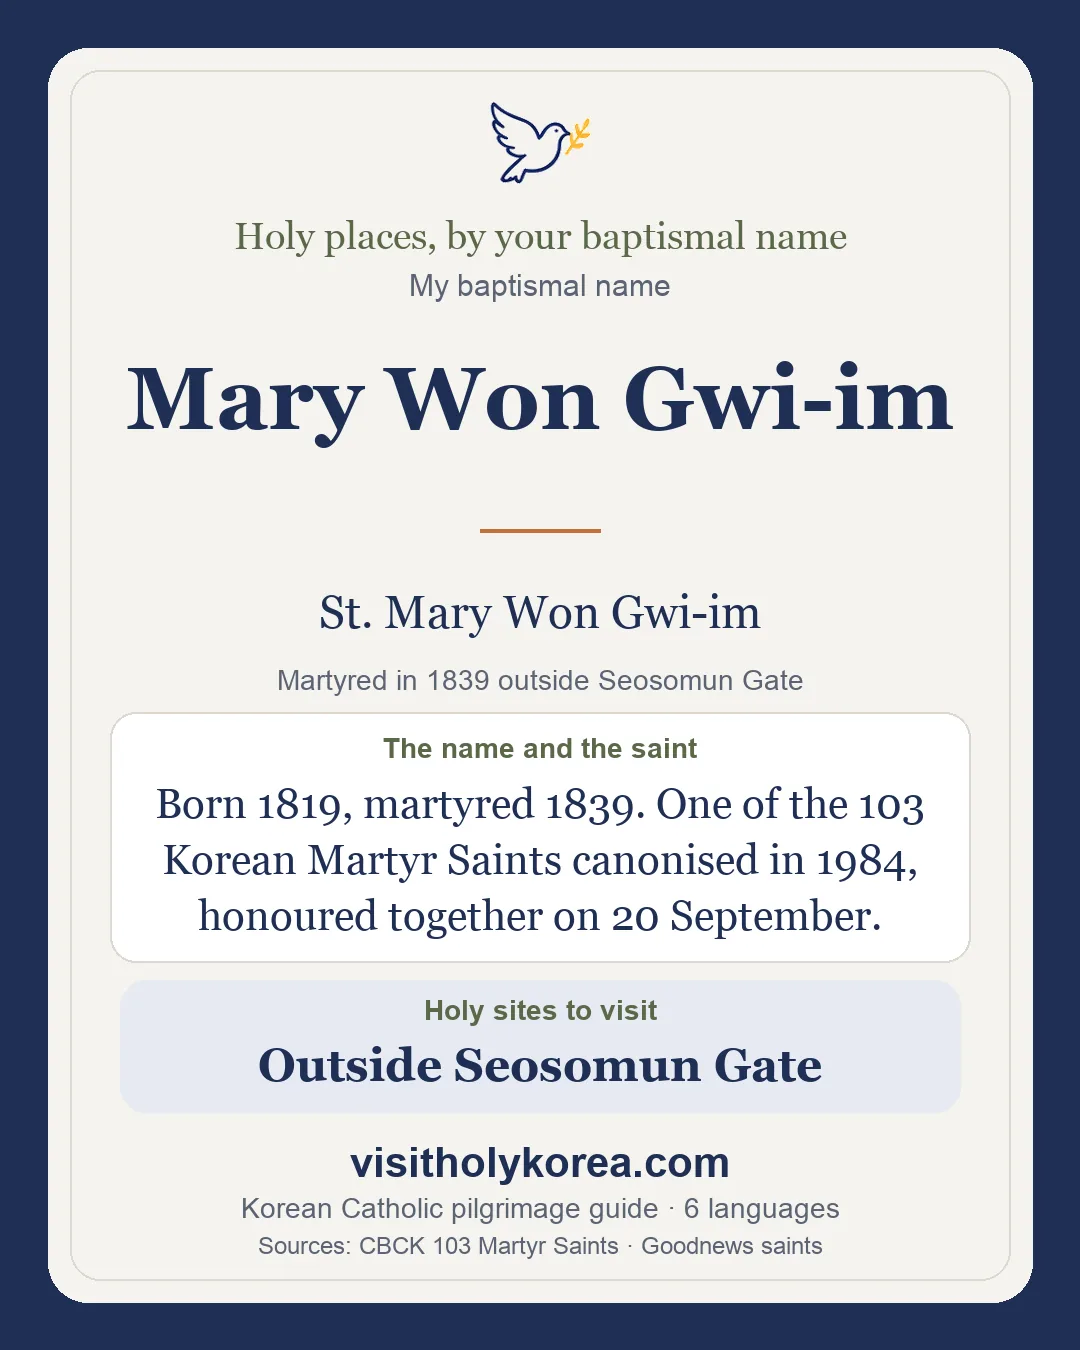 Holy places, by your baptismal name
My baptismal name
Mary Won Gwi-im
St. Mary Won Gwi-im
Martyred in 1839 outside Seosomun Gate
The name and the saint
Born 1819, martyred 1839. One of the 103
Korean Martyr Saints canonised in 1984,
honoured together on 20 September.
Holy sites to visit
Outside Seosomun Gate
visitholykorea.com
Korean Catholic pilgrimage guide · 6 languages
Sources: CBCK 103 Martyr Saints · Goodnews saints